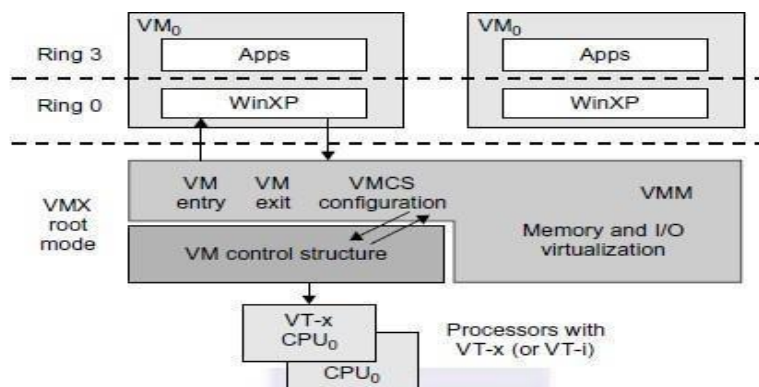 VM0
VM0
Ring 3
Apps
Apps
Ring 0
WinXP
WinXP
VMX
root
mode
VM
entry
VM
exit
VMCS
configuration
VMM
Memory and I/O
virtualization
VM control structure
VT-x
CPU0
CPU0
Processors with
VT-x (or VT-i)